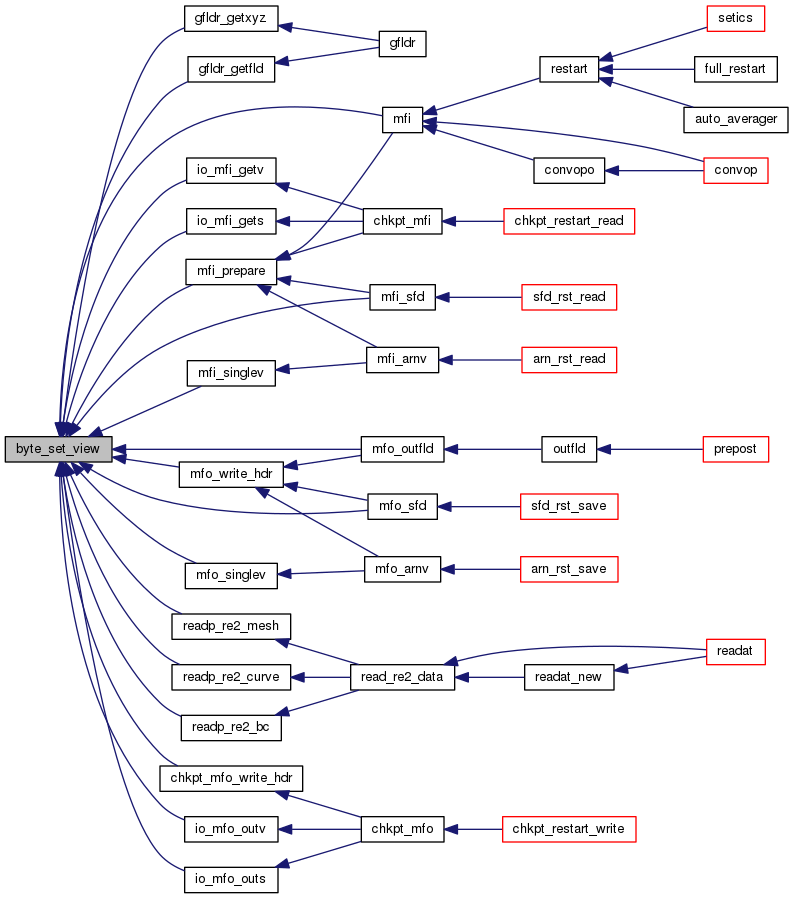 gfldr_getxyz
setics
gfldr
gfldr_getfld
restart
full_restart
mfi
auto_averager
io_mfi_getv
convopo
convop
io_mfi_gets
chkpt_mfi
chkpt_restart_read
mfi_prepare
mfi_sfd
sfd_rst_read
mfi_arnv
arn_rst_read
mfi_singlev
byte_set_view
mfo_outfld
outfld
prepost
mfo_write_hdr
mfo_sfd
sfd_rst_save
mfo_singlev
mfo_arnv
arn_rst_save
readp_re2_mesh
readat
readp_re2_curve
read_re2_data
readat_new
readp_re2_bc
chkpt_mfo_write_hdr
io_mfo_outv
chkpt_mfo
chkpt_restart_write
io_mfo_outs